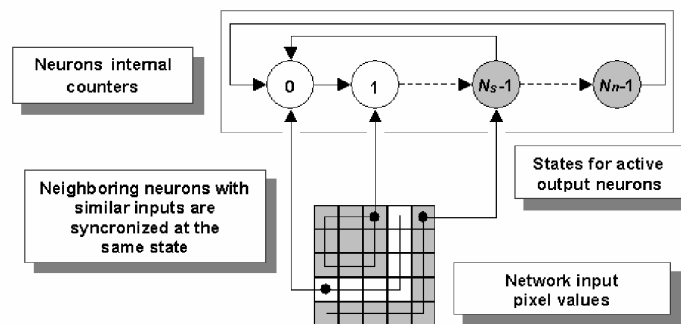 Neurons internal
counters
0
1
Ns-1
Nn-1
States for active
output neurons
Neighboring neurons with
similar inputs are
syncronized at the
same state
Network input
pixel values